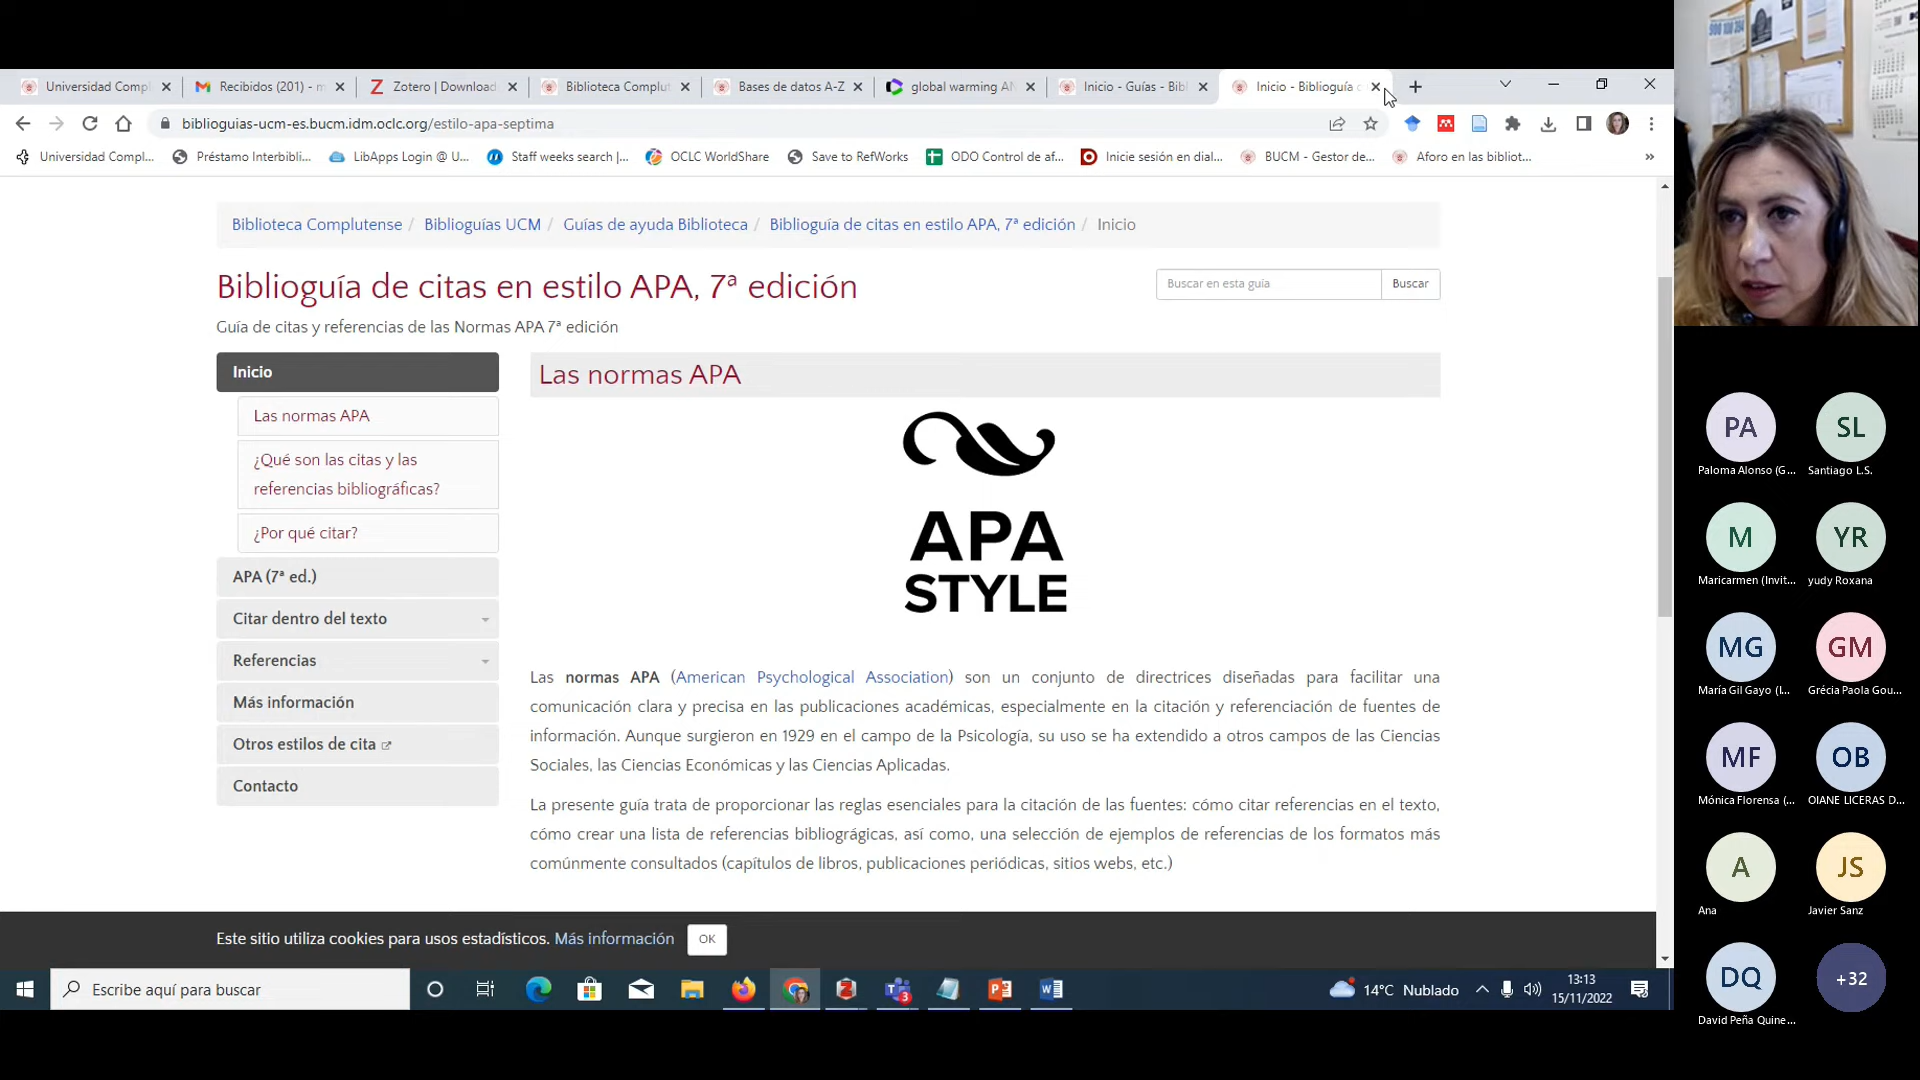 Universidad Compl
Recibidos (201) - m
Zotero | Download
Biblioteca Complut
Bases de datos A-Z
global warming AN
Inicio - Guías - Bibl
Inicio - Biblioguía c
biblioguias-ucm-es.bucm.idm.oclc.org/estilo-apa-septima
Universidad Compl...
Préstamo Interbibli...
LibApps Login @ U...
Staff weeks search |...
OCLC WorldShare
Save to RefWorks
ODO Control de af...
Inicie sesión en dial...
BUCM - Gestor de...
Aforo en las bibliot...
»
Biblioteca Complutense / Biblioguías UCM / Guías de ayuda Biblioteca / Biblioguía de citas en estilo APA, 7ª edición / Inicio
Biblioguía de citas en estilo APA, 7ª edición
Buscar en esta guía
Buscar
Guía de citas y referencias de las Normas APA 7ª edición
Inicio
Las normas APA
¿Qué son las citas y las
referencias bibliográficas?
¿Por qué citar?
APA (7ª ed.)
Citar dentro del texto
Referencias
Más información
Otros estilos de cita
Contacto
Las normas APA
APA
STYLE
Las normas APA (American Psychological Association) son un conjunto de directrices diseñadas para facilitar una
comunicación clara y precisa en las publicaciones académicas, especialmente en la citación y referenciación de fuentes de
información. Aunque surgieron en 1929 en el campo de la Psicología, su uso se ha extendido a otros campos de las Ciencias
Sociales, las Ciencias Económicas y las Ciencias Aplicadas.
La presente guía trata de proporcionar las reglas esenciales para la citación de las fuentes: cómo citar referencias en el texto,
cómo crear una lista de referencias bibliográgicas, así como, una selección de ejemplos de referencias de los formatos más
comúnmente consultados (capítulos de libros, publicaciones periódicas, sitios webs, etc.)
Este sitio utiliza cookies para usos estadísticos. Más información
OK
Escribe aquí para buscar
3
14°C Nublado
13:13
15/11/2022
PA
Paloma Alonso (G...
SL
Santiago L.S.
M
Maricarmen (Invit...
YR
yudy Roxana
MG
María Gil Gayo (I...
GM
Grécia Paola Gou...
MF
Mónica Florensa (...
OB
OIANE LICERAS D...
A
Ana
JS
Javier Sanz
DQ
David Peña Quine...
+32